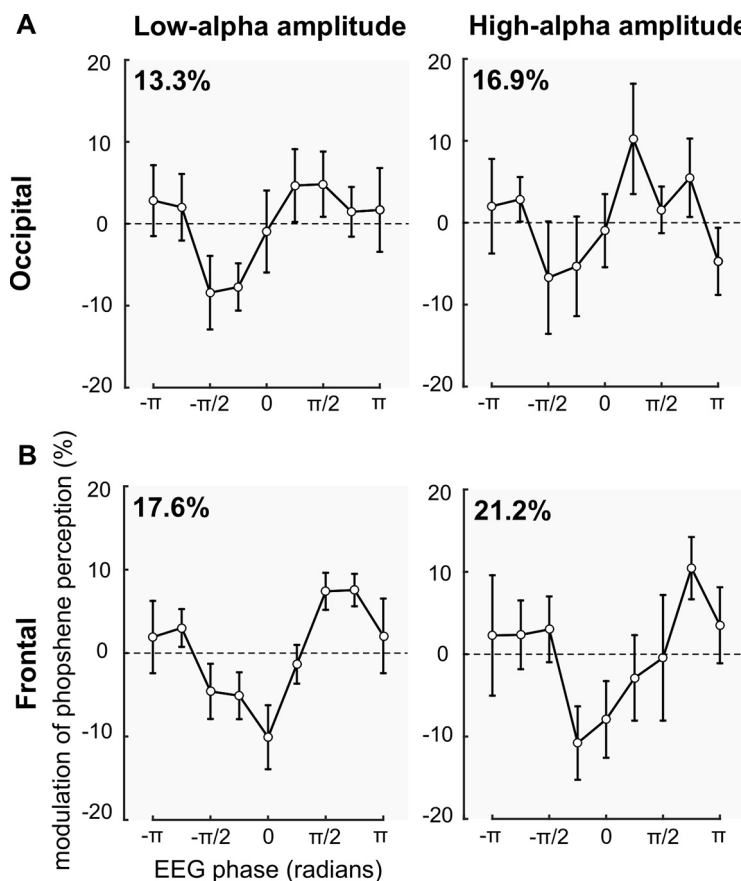 A
Low-alpha amplitude
High-alpha amplitude
Occipital
13.3%
20
10
0
-10
-20
-π
-π/2
0
π/2
π
16.9%
20
10
0
-10
-20
-π
-π/2
0
π/2
π
B
Frontal
modulation of phopshene perception (%)
17.6%
20
10
0
-10
-20
-π
-π/2
0
π/2
π
EEG phase (radians)
21.2%
20
10
0
-10
-20
-π
-π/2
0
π/2
π